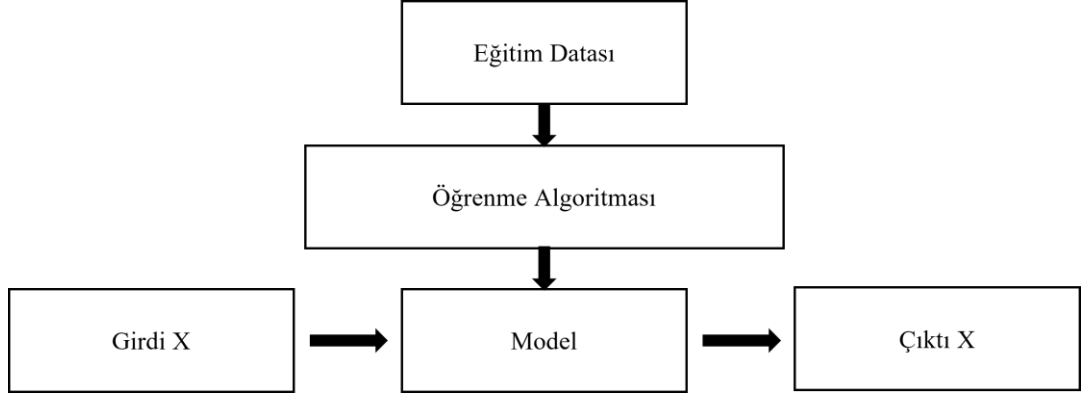 Eğitim Datası
Öğrenme Algoritması
Girdi X
Model
Çıktı X